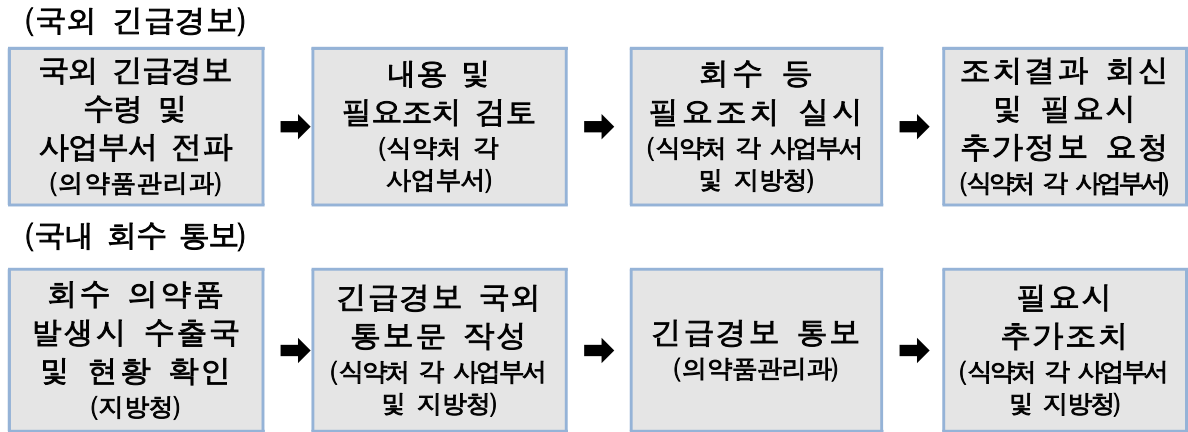 (국외 긴급경보)
국외 긴급경보
수령 및
사업부서 전파
(의약품관리과)
내용 및
필요조치 검토
(식약처 각
사업부서)
회수 등
필요조치 실시
(식약처 각 사업부서
및 지방청)
조치결과 회신
및 필요시
추가정보 요청
(식약처 각 사업부서)
(국내 회수 통보)
회수 의약품
발생시 수출국
및 현황 확인
(지방청)
긴급경보 국외
통보문 작성
(식약처 각 사업부서
및 지방청)
긴급경보 통보
(의약품관리과)
필요시
추가조치
(식약처 각 사업부서
및 지방청)